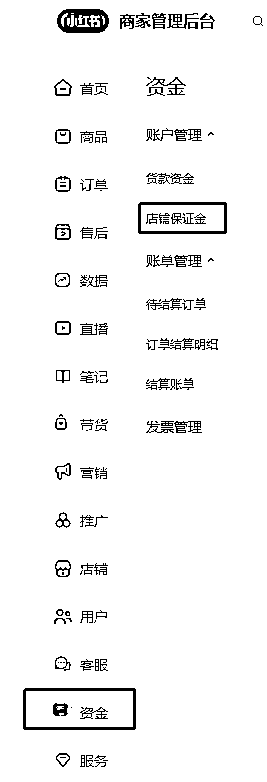 小红书 商家管理后台
首页
商品
订单
售后
数据
直播
笔记
带货
营销
推广
店铺
用户
客服
资金
服务
资金
账户管理
货款资金
店铺保证金
账单管理
待结算订单
订单结算明细
结算账单
发票管理